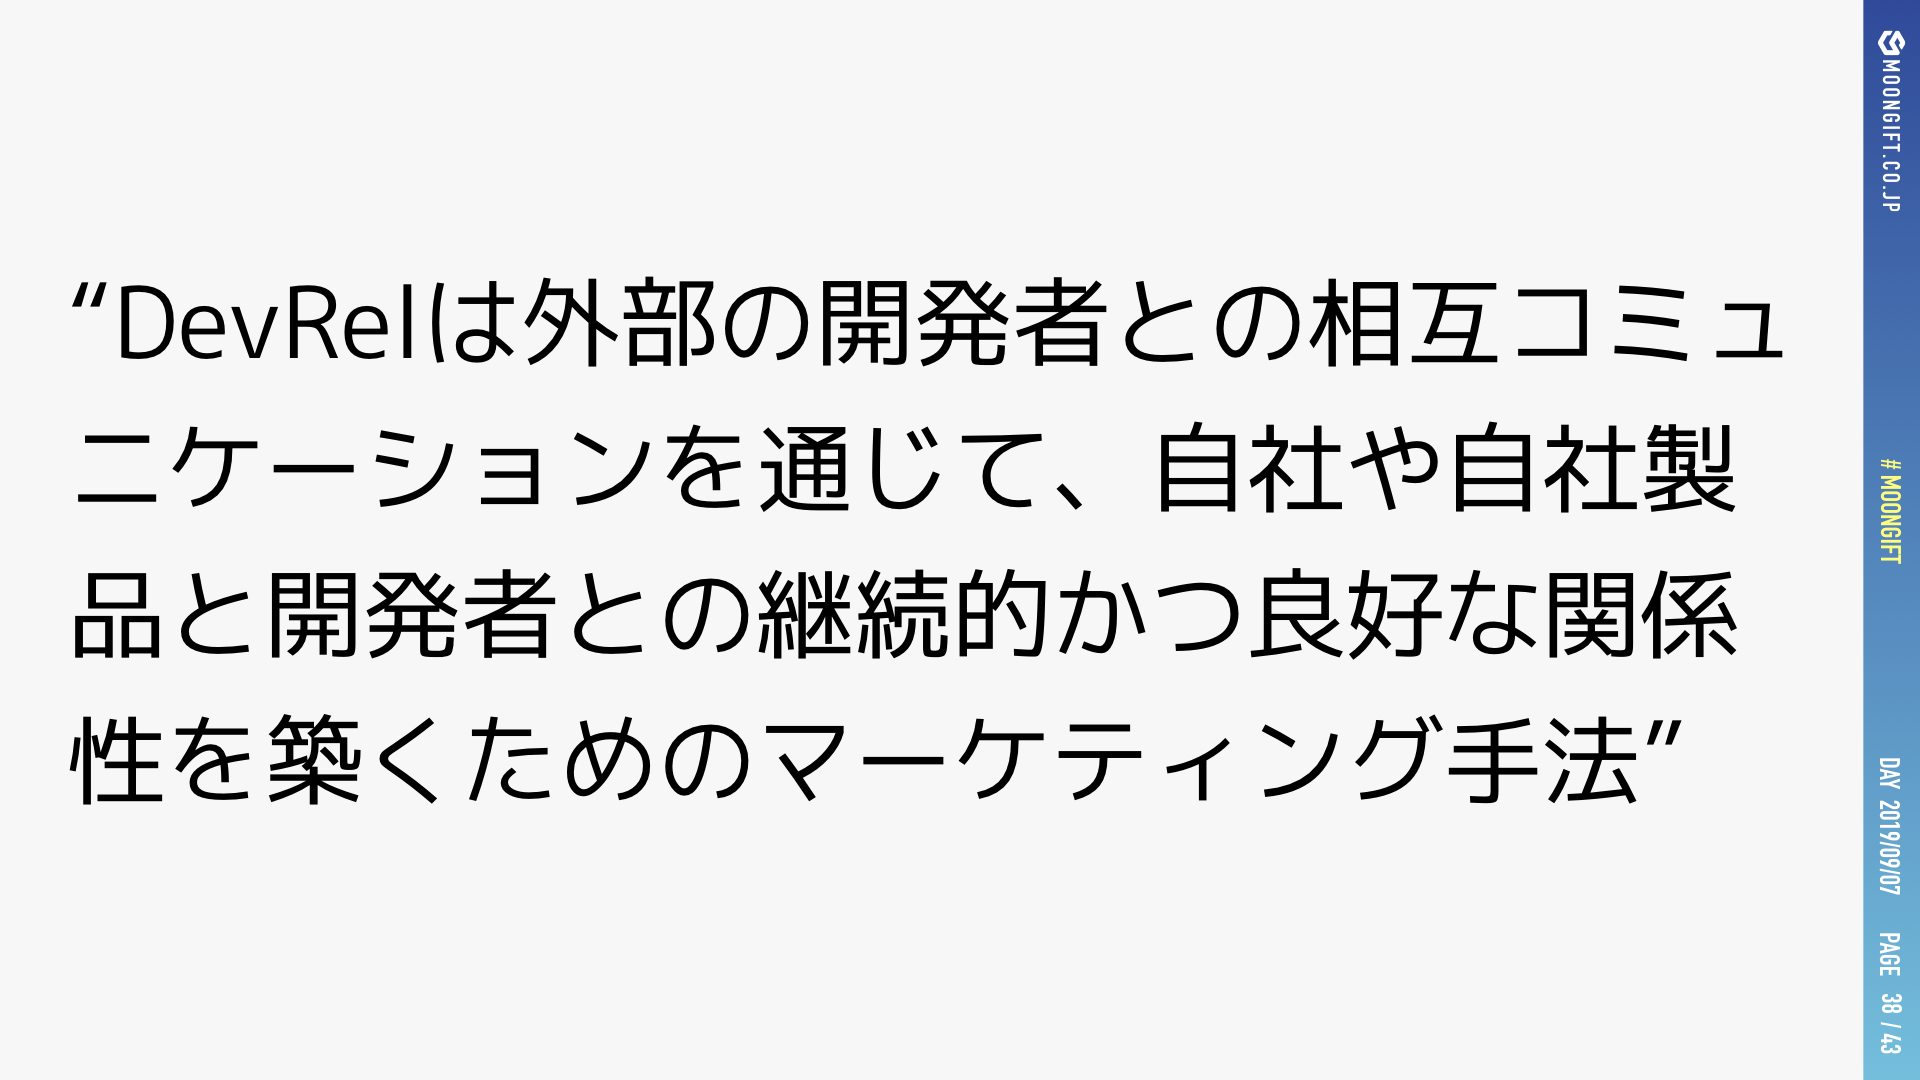 “DevRelは外部の開発者との相互コミュ
ニケーションを通じて、自社や自社製
品と開発者との継続的かつ良好な関係
性を築くためのマーケティング手法”
MOONGIFT.CO.JP
#MOONGIFT
DAY 2019/09/07
PAGE 38 / 43